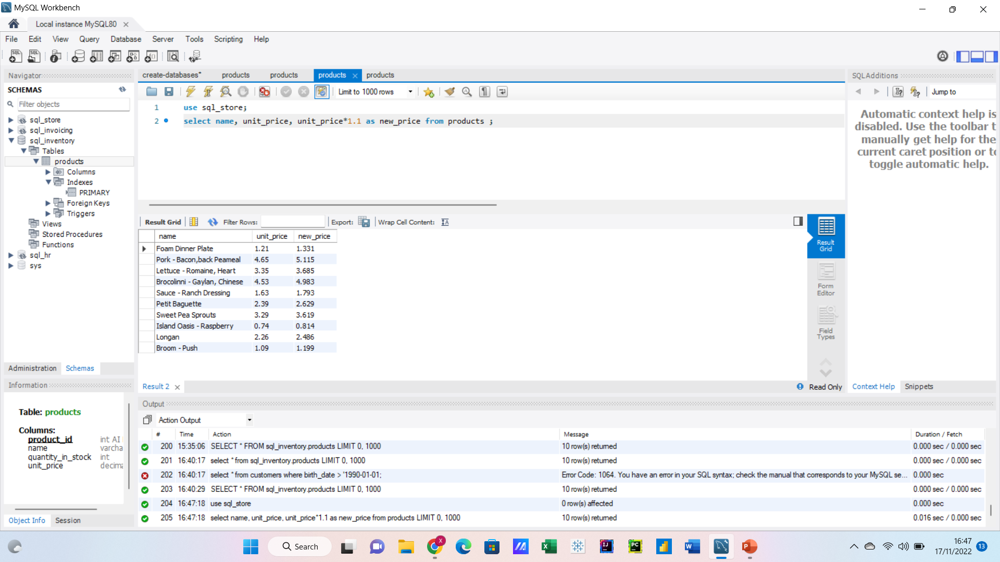 MySQL Workbench
Local instance MySQL80
File Edit View Query Database Server Tools Scripting Help
Navigator
SCHEMAS
Filter objects
sql_store
sql_invoicing
sql_inventory
Tables
products
Columns
Indexes
PRIMARY
Foreign Keys
Triggers
Views
Stored Procedures
Functions
sql_hr
sys
Administration Schemas
Information
Table: products
Columns:
product_id int AI
name varcha
quantity_in_stock int
unit_price decima
Object Info Session
create-databases* products products products products
Limit to 1000 rows
1 use sql_store;
2 select name, unit_price, unit_price*1.1 as new_price from products ;
Result Grid Filter Rows: Export: Wrap Cell Content:
name unit_price new_price
Foam Dinner Plate 1.21 1.331
Pork - Bacon,back Peameal 4.65 5.115
Lettuce - Romaine, Heart 3.35 3.685
Brocolinni - Gaylan, Chinese 4.53 4.983
Sauce - Ranch Dressing 1.63 1.793
Petit Baguette 2.39 2.629
Sweet Pea Sprouts 3.29 3.619
Island Oasis - Raspberry 0.74 0.814
Longan 2.26 2.486
Broom - Push 1.09 1.199
Result
Grid
Form
Editor
Field
Types
Result 2
Read Only
SQLAdditions
Jump to
Automatic context help is
disabled. Use the toolbar t
manually get help for the
current caret position or to
toggle automatic help.
Context Help Snippets
Output
Action Output
# Time Action Message Duration / Fetch
200 15:35:06 SELECT * FROM sql_inventory.products LIMIT 0, 1000 10 row(s) returned 0.000 sec / 0.000 sec
201 16:40:17 select * from sql_inventory.products LIMIT 0, 1000 10 row(s) returned 0.000 sec / 0.000 sec
202 16:40:17 select * from customers where birth_date > '1990-01-01; Error Code: 1064. You have an error in your SQL syntax; check the manual that corresponds to your MySQL se... 0.000 sec
203 16:40:29 SELECT * FROM sql_inventory.products LIMIT 0, 1000 10 row(s) returned 0.000 sec / 0.000 sec
204 16:47:18 use sql_store 0 row(s) affected 0.000 sec
205 16:47:18 select name, unit_price, unit_price*1.1 as new_price from products LIMIT 0, 1000 10 row(s) returned 0.016 sec / 0.000 sec
Search
16:47
17/11/2022
13